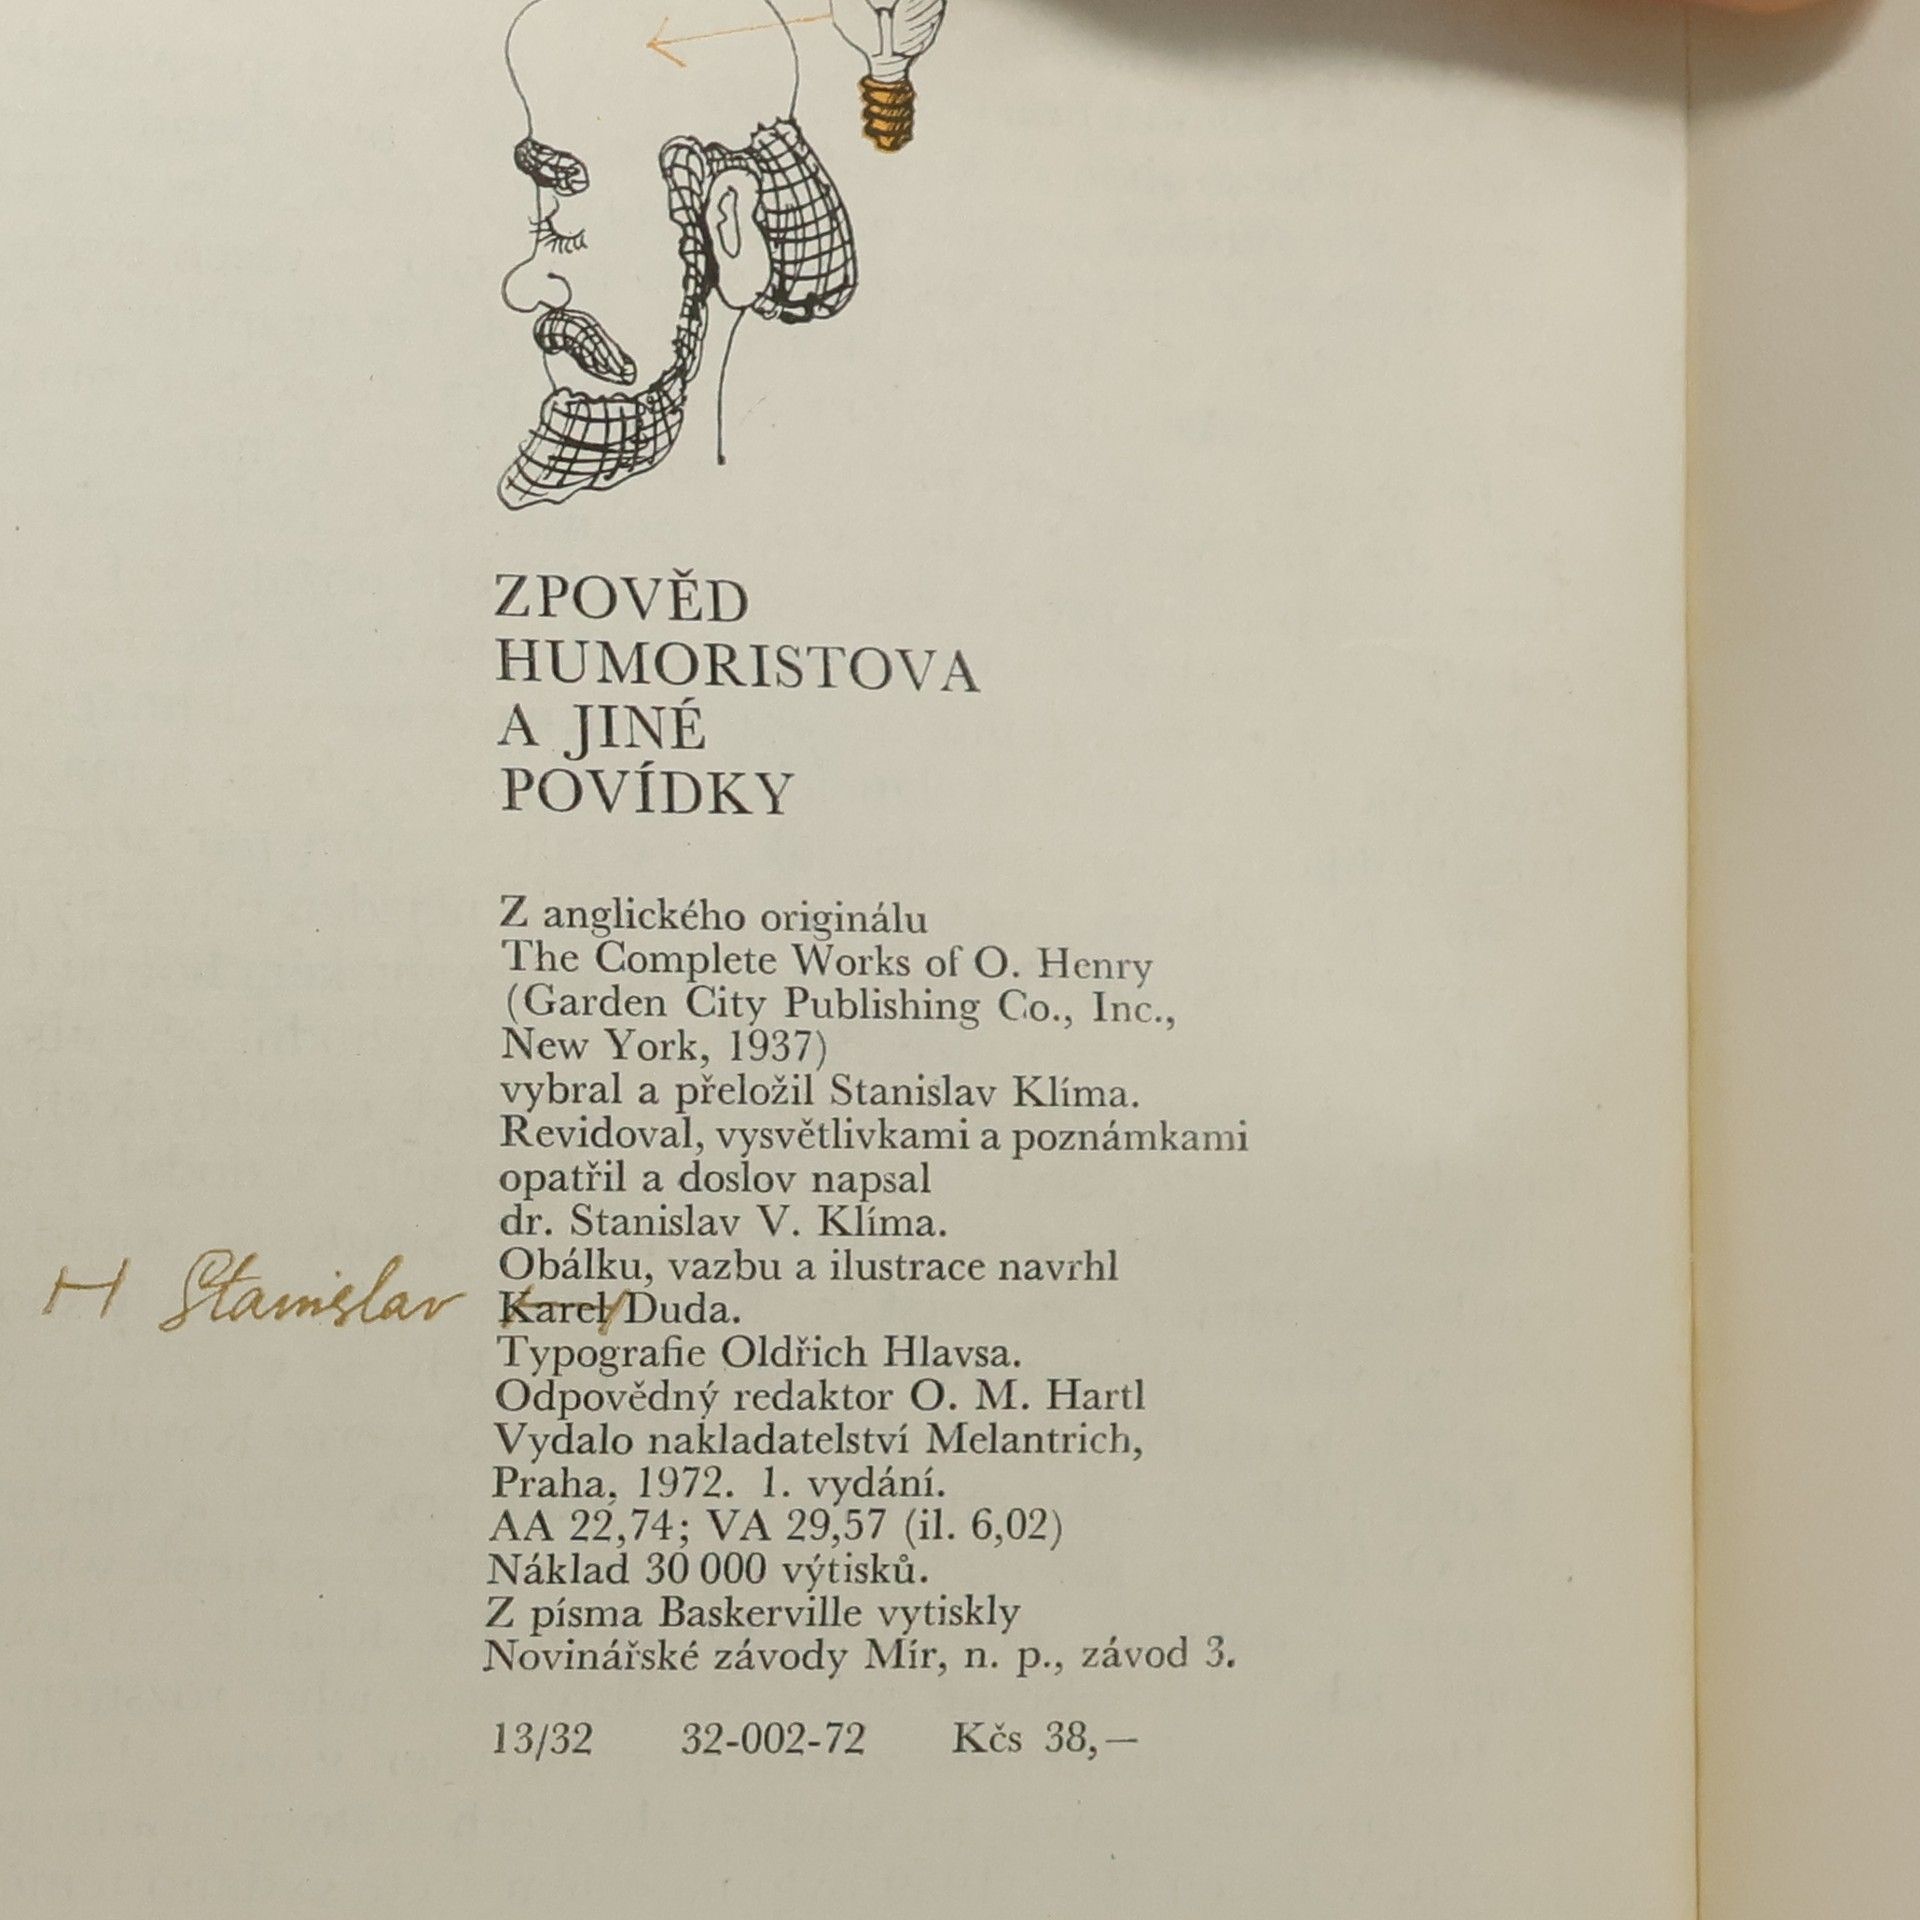 ZPOVĚD
HUMORISTOVA
A JINÉ
POVÍDKY
Z anglického originálu
The Complete Works of O. Henry
(Garden City Publishing Co., Inc.,
New York, 1937)
vybral a přeložil Stanislav Klíma.
Revidoval, vysvětlivkami a poznámkami
opatřil a doslov napsal
dr. Stanislav V. Klíma.
Obálku, vazbu a ilustrace navrhl
H Stanislav Karel Duda.
Typografie Oldřich Hlavsa.
Odpovědný redaktor O. M. Hartl
Vydalo nakladatelství Melantrich,
Praha, 1972. 1. vydání.
AA 22,74; VA 29,57 (il. 6,02)
Náklad 30 000 výtisků.
Z písma Baskerville vytiskly
Novinářské závody Mír, n. p., závod 3.
13/32 32-002-72 Kčs 38,—